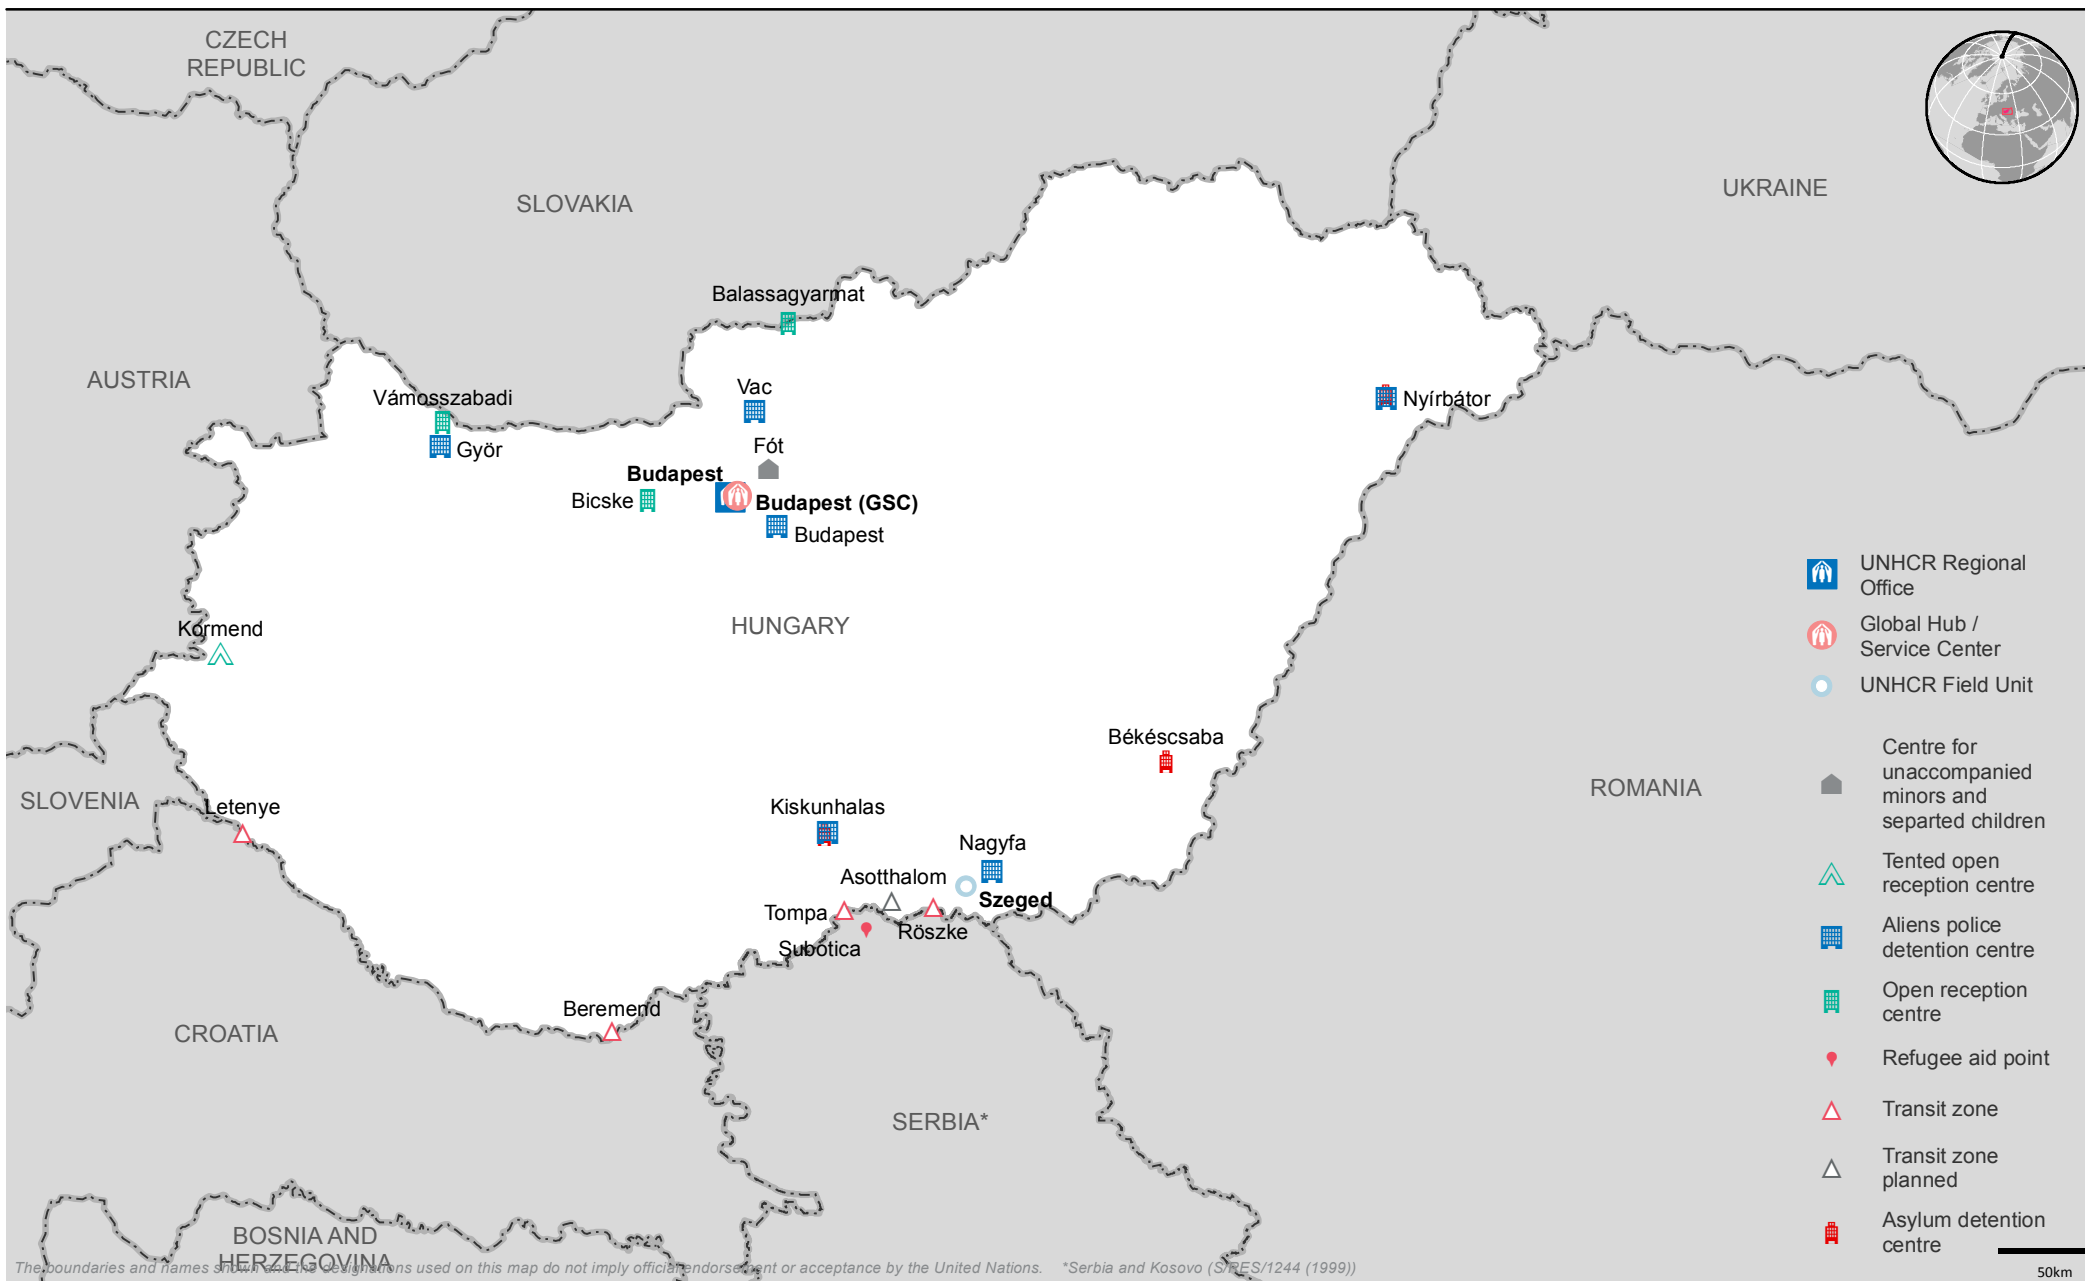 CZECH
REPUBLIC
SLOVAKIA
UKRAINE
Balassagyarmat
AUSTRIA
Vámosszabadi
Vac
Nyírbátor
Györ
Fót
Budapest
Bicske
Budapest (GSC)
Budapest
HUNGARY
Körmend
Békéscsaba
SLOVENIA
Letenye
Kiskunhalas
ROMANIA
Nagyfa
Asotthalom
Szeged
Tompa
Röszke
Subotica
Beremend
CROATIA
SERBIA*
BOSNIA AND
HERZEGOVINA
UNHCR Regional
Office
Global Hub /
Service Center
UNHCR Field Unit
Centre for
unaccompanied
minors and
separted children
Tented open
reception centre
Aliens police
detention centre
Open reception
centre
Refugee aid point
Transit zone
Transit zone
planned
Asylum detention
centre
50km
The boundaries and names shown and the designations used on this map do not imply official endorsement or acceptance by the United Nations. *Serbia and Kosovo (S/RES/1244 (1999))